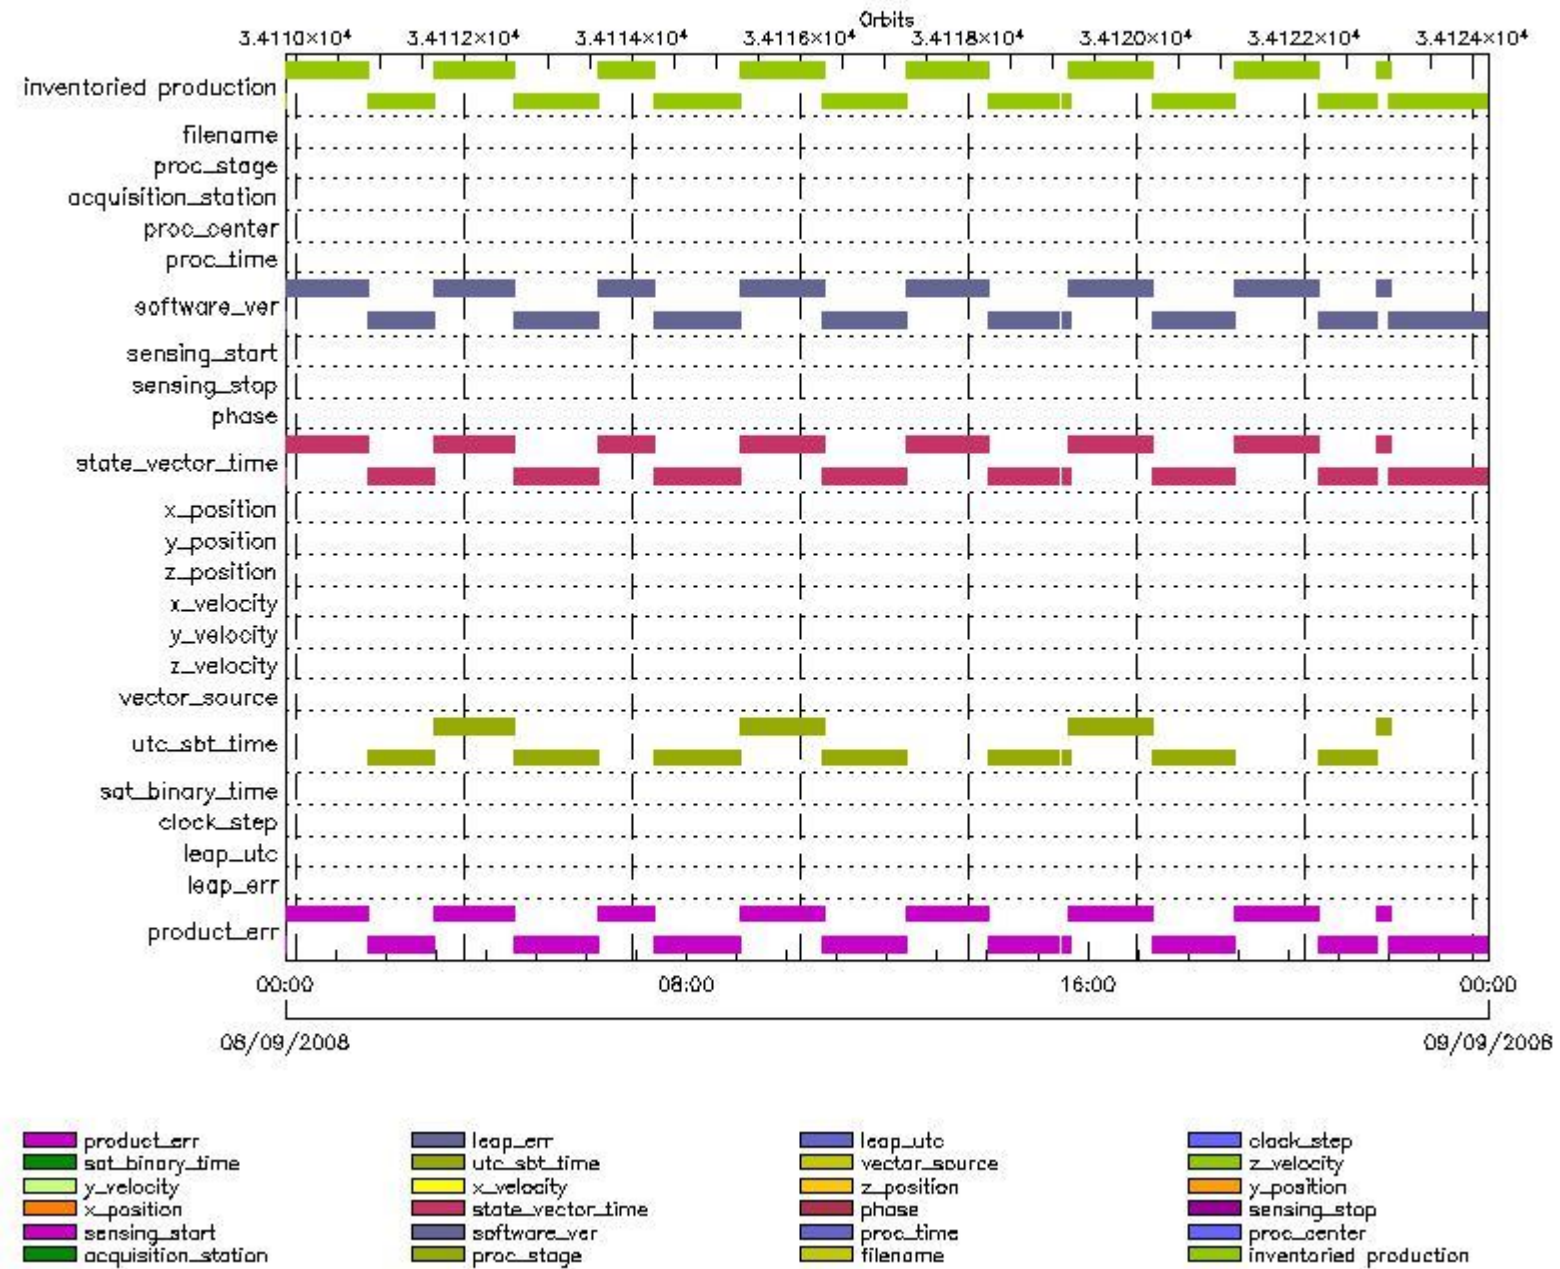 Orbits
3.4110×10⁴ 3.4112×10⁴ 3.4114×10⁴ 3.4116×10⁴ 3.4118×10⁴ 3.4120×10⁴ 3.4122×10⁴ 3.4124×10⁴
inventoried production
filename
proc_stage
acquisition_station
proc_center
proc_time
software_ver
sensing_start
sensing_stop
phase
state_vector_time
x_position
y_position
z_position
x_velocity
y_velocity
z_velocity
vector_source
utc_sbt_time
sat_binary_time
clock_step
leap_utc
leap_err
product_err
00:00 08:00 16:00 00:00
08/09/2008 09/09/2008
product_err leap_err leap_utc clock_step
sat_binary_time utc_sbt_time vector_source z_velocity
y_velocity x_velocity z_position y_position
x_position state_vector_time phase sensing_stop
sensing_start software_ver proc_time proc_center
acquisition_station proc_stage filename inventoried production